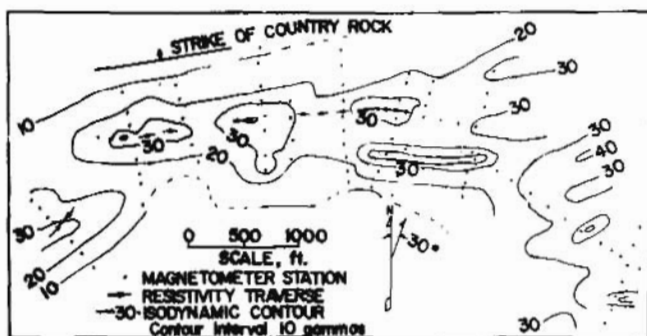 STRIKE OF COUNTRY ROCK
20
30
10
30
30
30
30
30
40
20
30
30
30
20
10
0 500 1000
SCALE, ft.
N
30°
• MAGNETOMETER STATION
RESISTIVITY TRAVERSE
30 ISODYNAMIC CONTOUR
Contour Interval 10 gammas
30